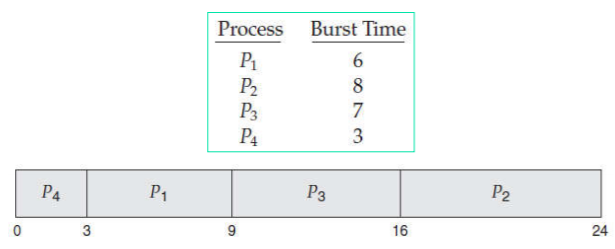 Process Burst Time
P1 6
P2 8
P3 7
P4 3
P4 P1 P3 P2
0 3 9 16 24